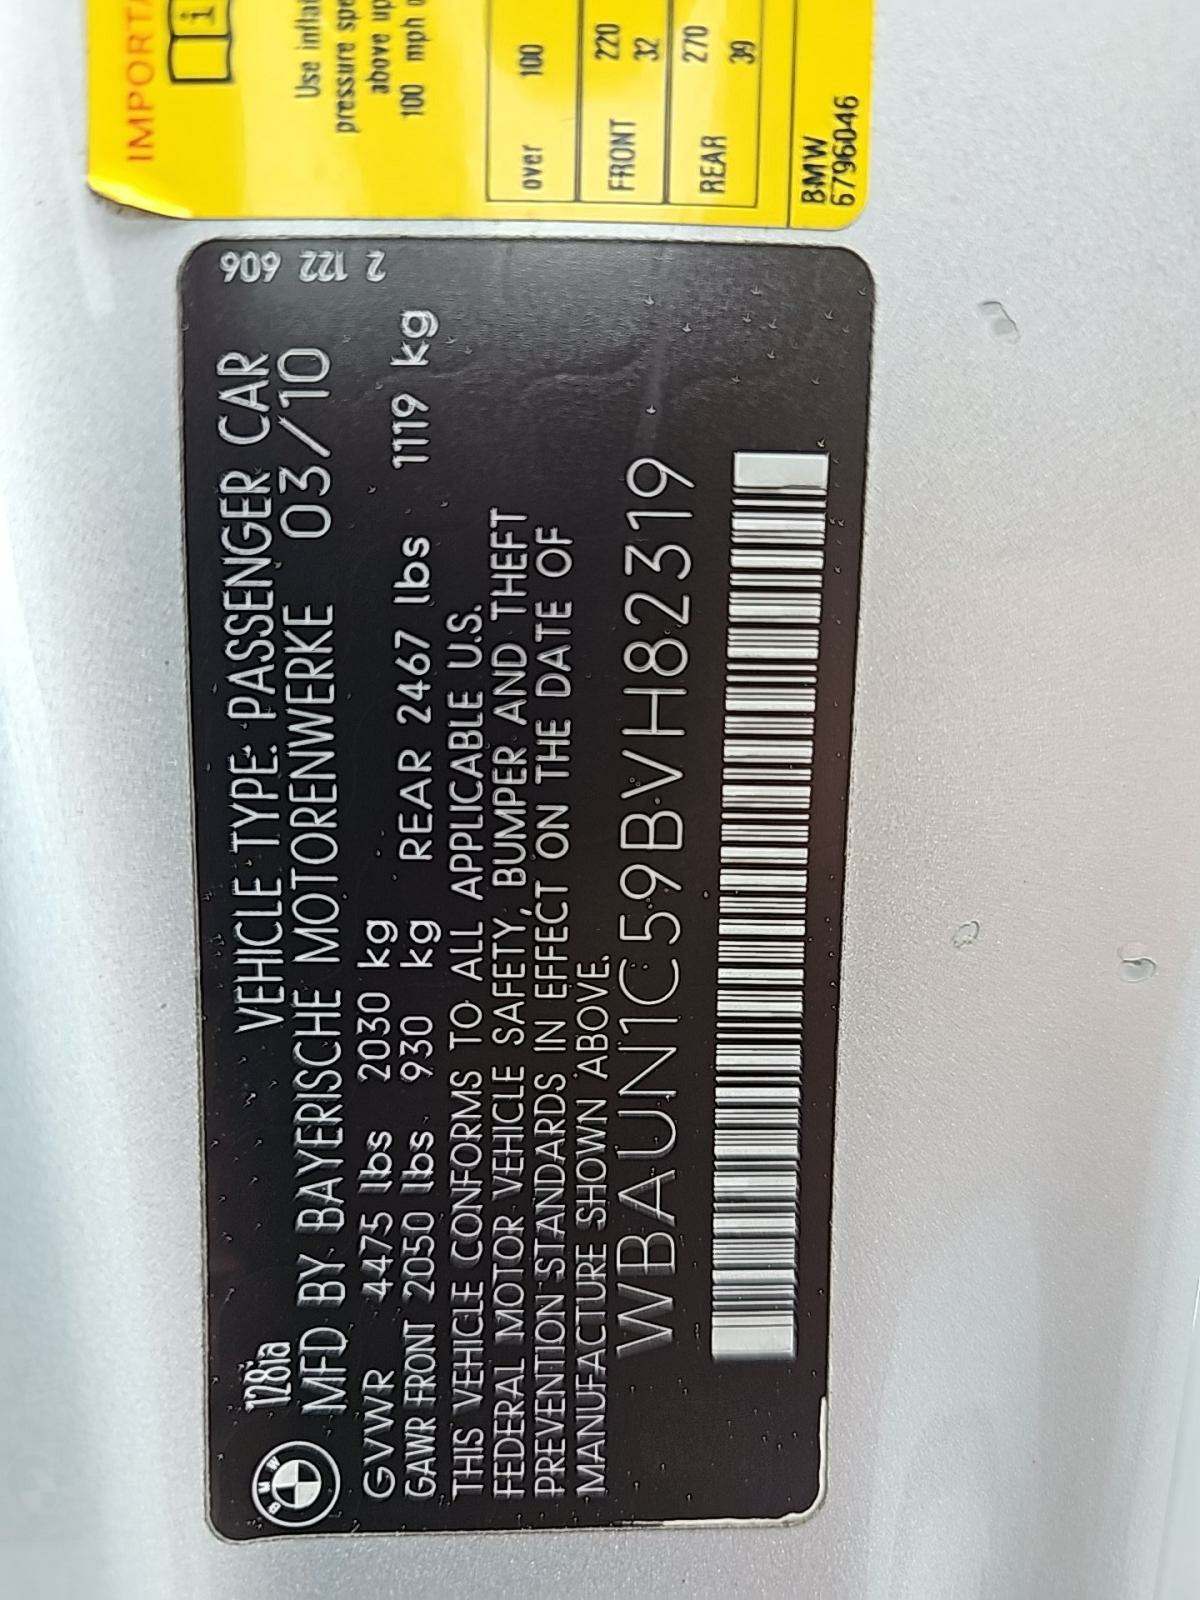 IMPORTA
i
Use inflat
pressure spe
above up
100 mph o
over 100
FRONT 220
32
REAR 270
39
BMW
6796046
2 122 606
BMW
128ia VEHICLE TYPE: PASSENGER CAR
MFD BY BAYERISCHE MOTORENWERKE 03/10
GVWR 4475 lbs 2030 kg
GAWR FRONT 2050 lbs 930 kg REAR 2467 lbs 1119 kg
THIS VEHICLE CONFORMS TO ALL APPLICABLE U.S.
FEDERAL MOTOR VEHICLE SAFETY, BUMPER AND THEFT
PREVENTION STANDARDS IN EFFECT ON THE DATE OF
MANUFACTURE SHOWN ABOVE.
WBAUN1C59BVH82319